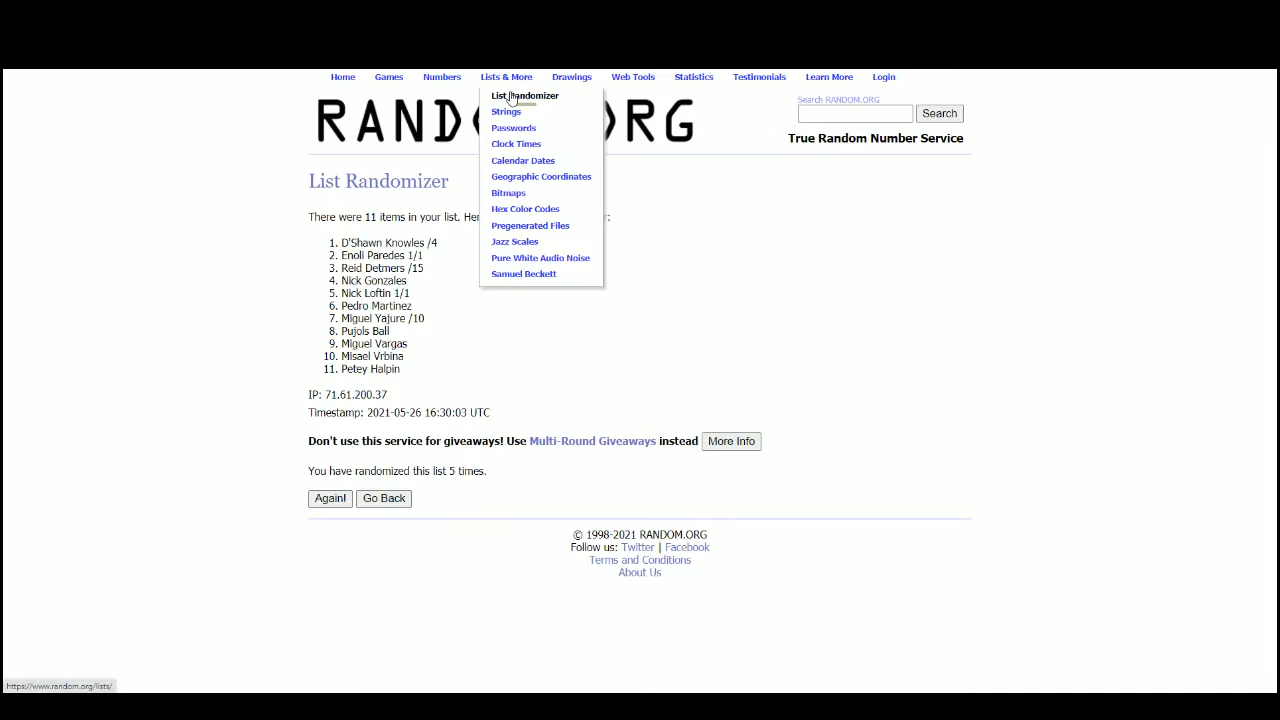 Home Games Numbers Lists & More Drawings Web Tools Statistics Testimonials Learn More Login
List Randomizer
Strings
Passwords
Clock Times
Calendar Dates
Geographic Coordinates
Bitmaps
Hex Color Codes
Pregenerated Files
Jazz Scales
Pure White Audio Noise
Samuel Beckett
RAND RG
Search RANDOM.ORG
Search
True Random Number Service
List Randomizer
There were 11 items in your list. r:
1. D'Shawn Knowles /4
2. Enoli Paredes 1/1
3. Reid Detmers /15
4. Nick Gonzales
5. Nick Loftin 1/1
6. Pedro Martinez
7. Miguel Yajure /10
8. Pujols Ball
9. Miguel Vargas
10. Misael Vrbina
11. Petey Halpin
IP: 71.61.200.37
Timestamp: 2021-05-26 16:30:03 UTC
Don't use this service for giveaways! Use Multi-Round Giveaways instead More Info
You have randomized this list 5 times.
Again! Go Back
© 1998-2021 RANDOM.ORG
Follow us: Twitter | Facebook
Terms and Conditions
About Us
https://www.random.org/lists/